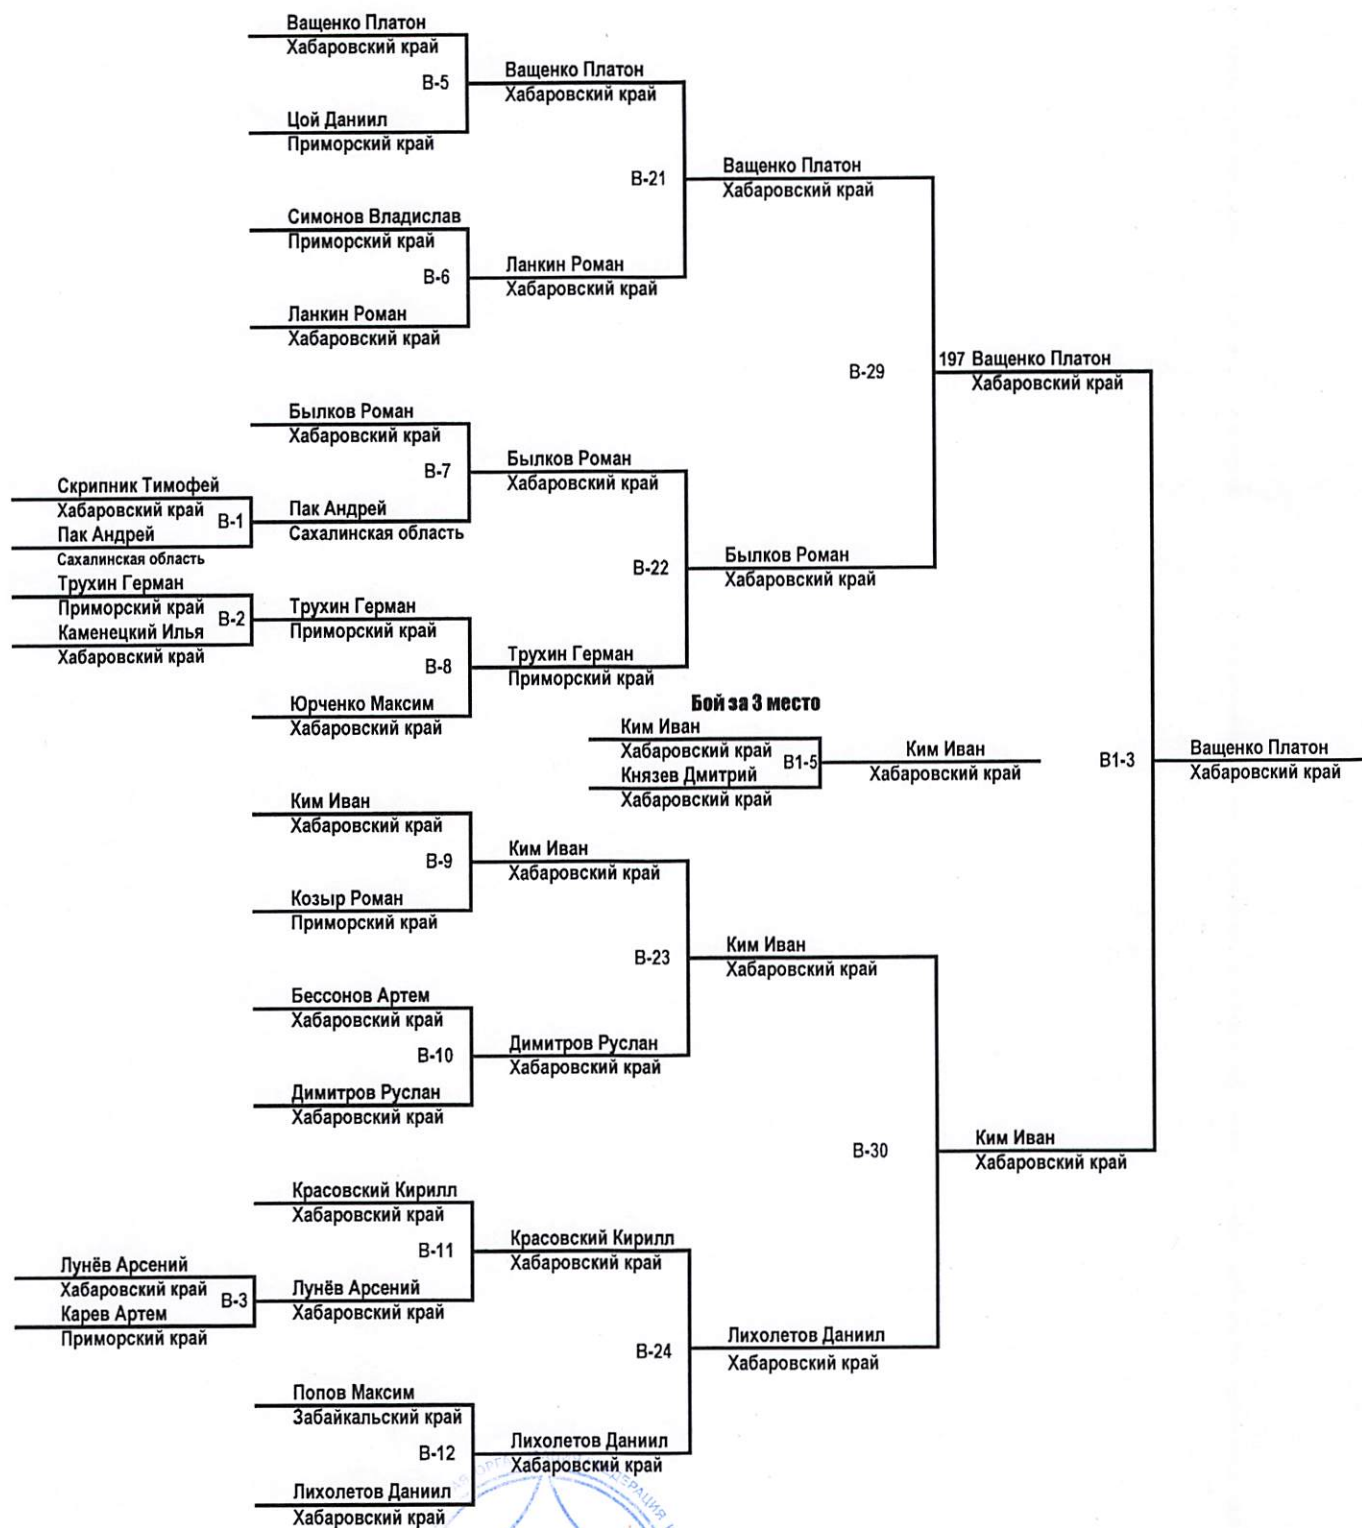 Ващенко Платон
Хабаровский край
В-5
Цой Даниил
Приморский край
Ващенко Платон
Хабаровский край
В-21
Симонов Владислав
Приморский край
В-6
Ланкин Роман
Хабаровский край
Ланкин Роман
Хабаровский край
Ващенко Платон
Хабаровский край
В-29
197 Ващенко Платон
Хабаровский край
Былков Роман
Хабаровский край
В-7
Скрипник Тимофей
Хабаровский край
В-1
Пак Андрей
Сахалинская область
Пак Андрей
Сахалинская область
Былков Роман
Хабаровский край
В-22
Былков Роман
Хабаровский край
Трухин Герман
Приморский край
В-2
Каменецкий Илья
Хабаровский край
Трухин Герман
Приморский край
В-8
Юрченко Максим
Хабаровский край
Трухин Герман
Приморский край
Бой за 3 место
Ким Иван
Хабаровский край
В1-5
Князев Дмитрий
Хабаровский край
Ким Иван
Хабаровский край
В1-3
Ващенко Платон
Хабаровский край
Ким Иван
Хабаровский край
В-9
Козыр Роман
Приморский край
Ким Иван
Хабаровский край
В-23
Ким Иван
Хабаровский край
Бессонов Артем
Хабаровский край
В-10
Димитров Руслан
Хабаровский край
Димитров Руслан
Хабаровский край
В-30
Ким Иван
Хабаровский край
Красовский Кирилл
Хабаровский край
В-11
Лунёв Арсений
Хабаровский край
В-3
Карев Артем
Приморский край
Лунёв Арсений
Хабаровский край
Красовский Кирилл
Хабаровский край
В-24
Лихолетов Даниил
Хабаровский край
Попов Максим
Забайкальский край
В-12
Лихолетов Даниил
Хабаровский край
Лихолетов Даниил
Хабаровский край